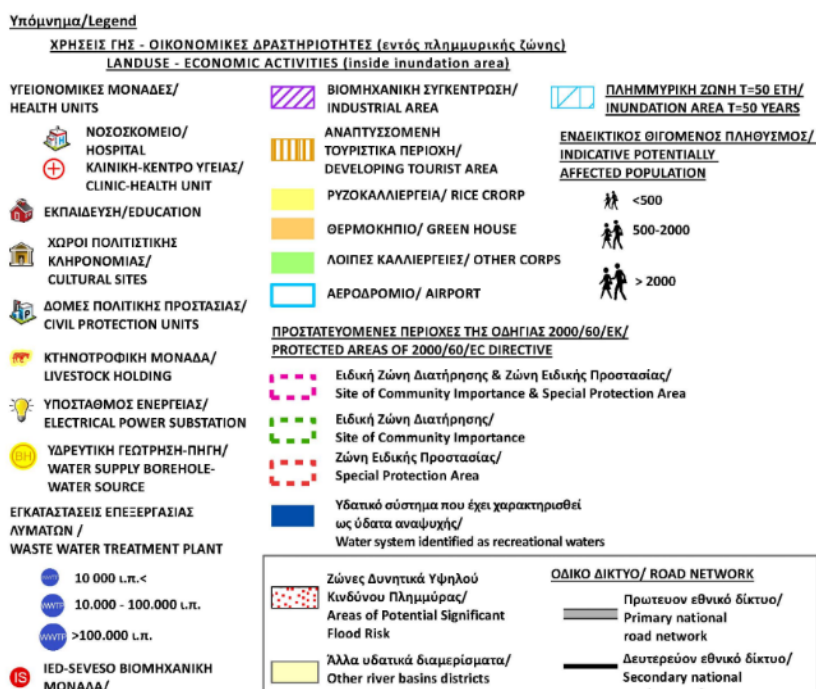 Υπόμνημα/Legend
ΧΡΗΣΕΙΣ ΓΗΣ - ΟΙΚΟΝΟΜΙΚΕΣ ΔΡΑΣΤΗΡΙΟΤΗΤΕΣ (εντός πλημμυρικής ζώνης)
LANDUSE - ECONOMIC ACTIVITIES (inside inundation area)
ΥΓΕΙΟΝΟΜΙΚΕΣ ΜΟΝΑΔΕΣ/
HEALTH UNITS
ΝΟΣΟΣΚΟΜΕΙΟ/
HOSPITAL
ΚΛΙΝΙΚΗ-ΚΕΝΤΡΟ ΥΓΕΙΑΣ/
CLINIC-HEALTH UNIT
ΕΚΠΑΙΔΕΥΣΗ/EDUCATION
ΧΩΡΟΙ ΠΟΛΙΤΙΣΤΙΚΗΣ
ΚΛΗΡΟΝΟΜΙΑΣ/
CULTURAL SITES
ΔΟΜΕΣ ΠΟΛΙΤΙΚΗΣ ΠΡΟΣΤΑΣΙΑΣ/
CIVIL PROTECTION UNITS
ΚΤΗΝΟΤΡΟΦΙΚΗ ΜΟΝΑΔΑ/
LIVESTOCK HOLDING
ΥΠΟΣΤΑΘΜΟΣ ΕΝΕΡΓΕΙΑΣ/
ELECTRICAL POWER SUBSTATION
BH
ΥΔΡΕΥΤΙΚΗ ΓΕΩΤΡΗΣΗ-ΠΗΓΗ/
WATER SUPPLY BOREHOLE-
WATER SOURCE
ΕΓΚΑΤΑΣΤΑΣΕΙΣ ΕΠΕΞΕΡΓΑΣΙΑΣ
ΛΥΜΑΤΩΝ /
WASTE WATER TREATMENT PLANT
WWTP 10 000 ι.π.<
WWTP 10.000 - 100.000 ι.π.
WWTP >100.000 ι.π.
IS IED-SEVESO ΒΙΟΜΗΧΑΝΙΚΗ
ΜΟΝΑΔΑ/
ΒΙΟΜΗΧΑΝΙΚΗ ΣΥΓΚΕΝΤΡΩΣΗ/
INDUSTRIAL AREA
ΑΝΑΠΤΥΣΣΟΜΕΝΗ
ΤΟΥΡΙΣΤΙΚΑ ΠΕΡΙΟΧΗ/
DEVELOPING TOURIST AREA
ΡΥΖΟΚΑΛΛΙΕΡΓΕΙΑ/ RICE CRORP
ΘΕΡΜΟΚΗΠΙΟ/ GREEN HOUSE
ΛΟΙΠΕΣ ΚΑΛΛΙΕΡΓΕΙΕΣ/ OTHER CORPS
ΑΕΡΟΔΡΟΜΙΟ/ AIRPORT
ΠΛΗΜΜΥΡΙΚΗ ΖΩΝΗ T=50 ΕΤΗ/
INUNDATION AREA T=50 YEARS
ΕΝΔΕΙΚΤΙΚΟΣ ΘΙΓΟΜΕΝΟΣ ΠΛΗΘΥΣΜΟΣ/
INDICATIVE POTENTIALLY
AFFECTED POPULATION
<500
500-2000
> 2000
ΠΡΟΣΤΑΤΕΥΟΜΕΝΕΣ ΠΕΡΙΟΧΕΣ ΤΗΣ ΟΔΗΓΙΑΣ 2000/60/ΕΚ/
PROTECTED AREAS OF 2000/60/EC DIRECTIVE
Ειδική Ζώνη Διατήρησης & Ζώνη Ειδικής Προστασίας/
Site of Community Importance & Special Protection Area
Ειδική Ζώνη Διατήρησης/
Site of Community Importance
Ζώνη Ειδικής Προστασίας/
Special Protection Area
Υδατικό σύστημα που έχει χαρακτηρισθεί
ως ύδατα αναψυχής/
Water system identified as recreational waters
Ζώνες Δυνητικά Υψηλού
Κινδύνου Πλημμύρας/
Areas of Potential Significant
Flood Risk
Άλλα υδατικά διαμερίσματα/
Other river basins districts
ΟΔΙΚΟ ΔΙΚΤΥΟ/ ROAD NETWORK
Πρωτευον εθνικό δίκτυο/
Primary national
road network
Δευτερεύον εθνικό δίκτυο/
Secondary national